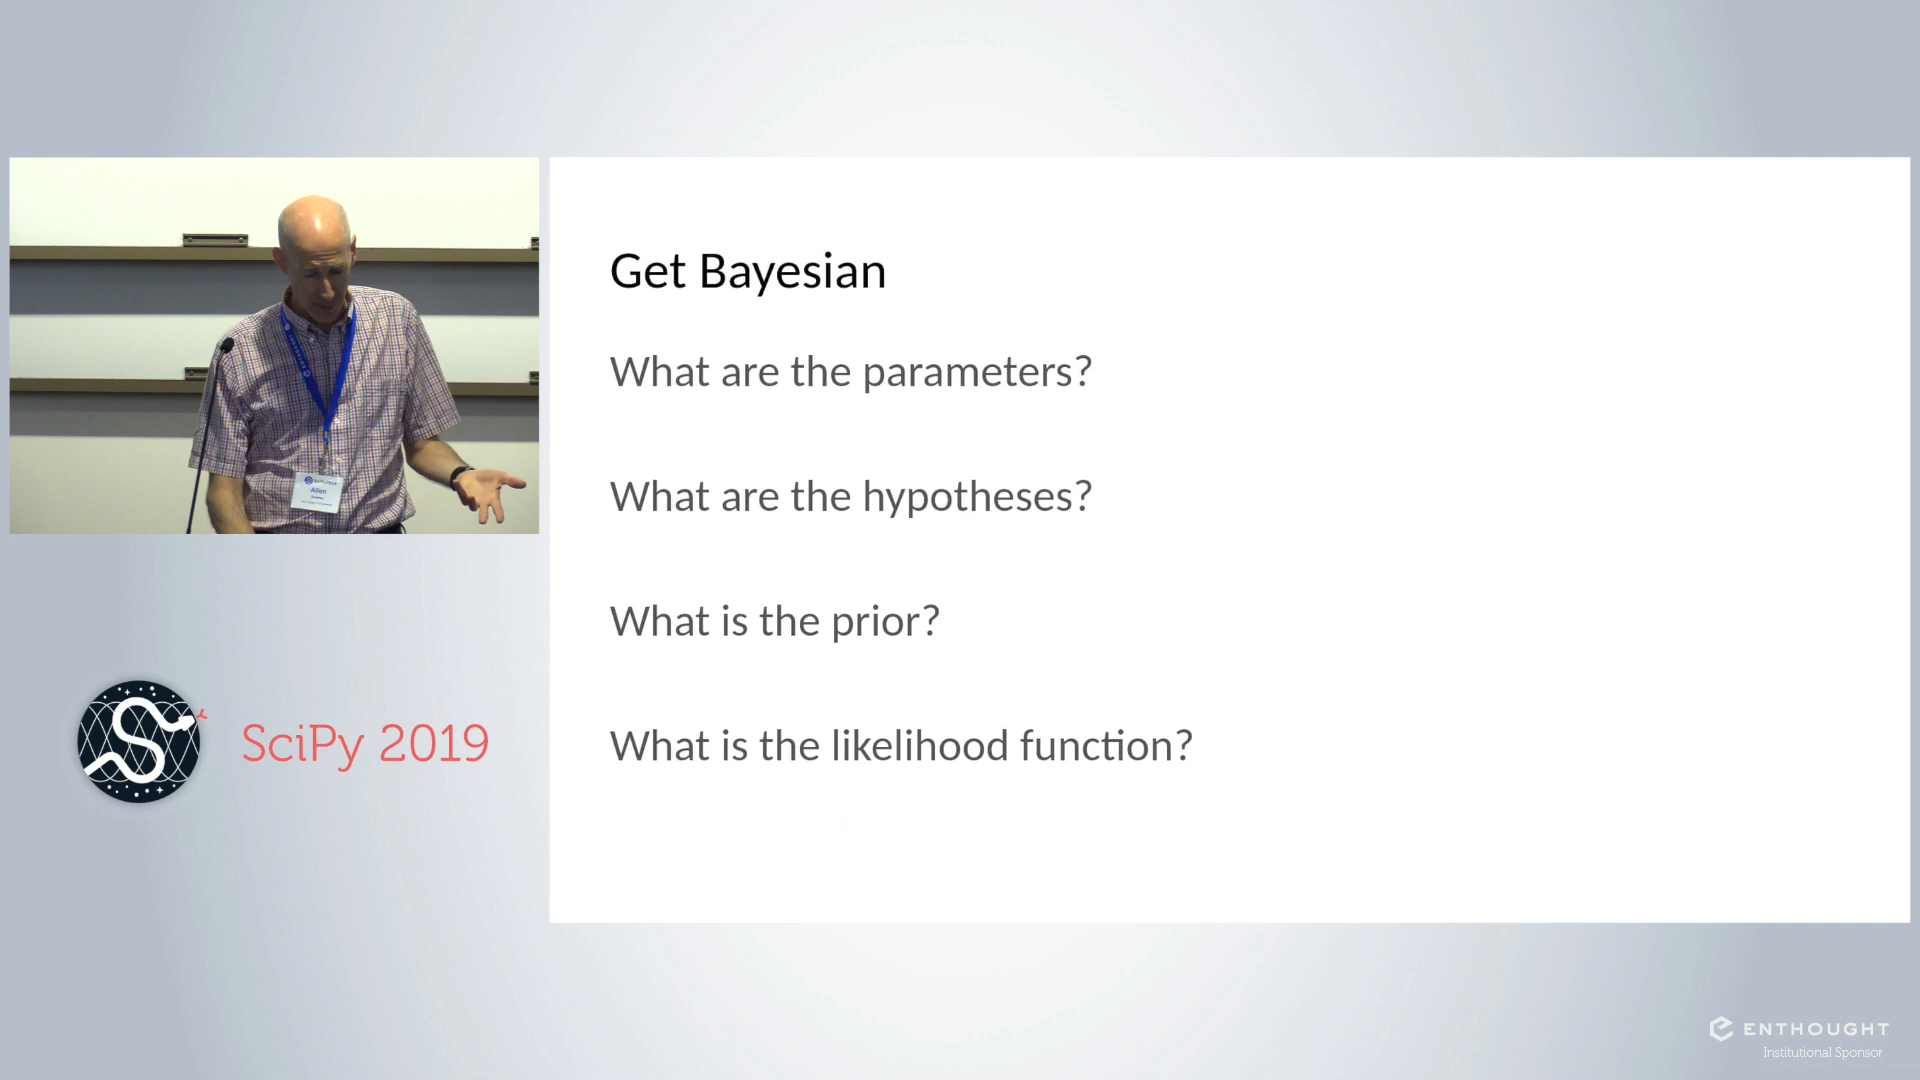 Get Bayesian
What are the parameters?
What are the hypotheses?
What is the prior?
What is the likelihood function?
Allen
SciPy 2019
ENTHOUGHT
Institutional Sponsor